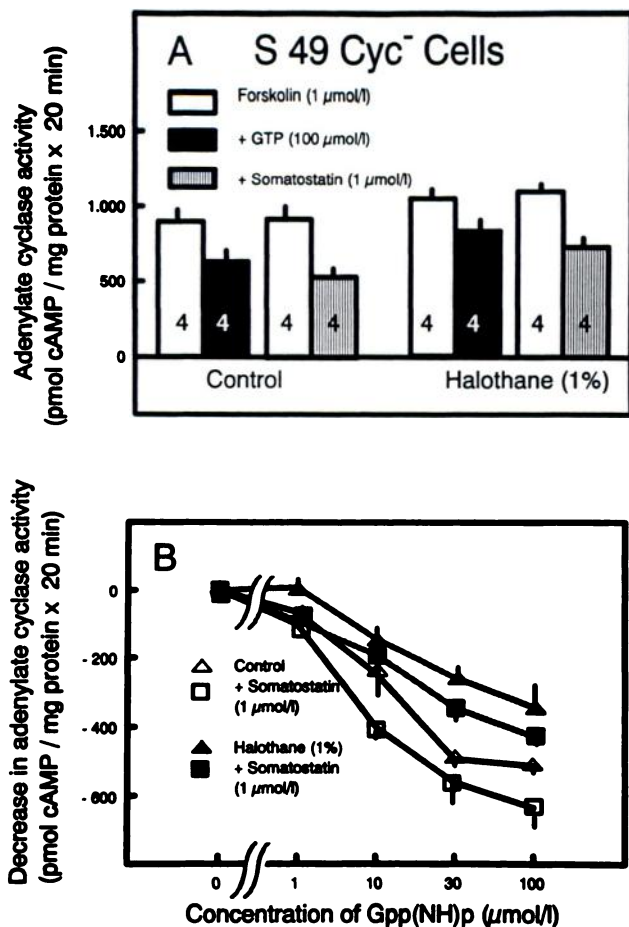 A S 49 Cyc⁻ Cells
Forskolin (1 μmol/l)
+ GTP (100 μmol/l)
+ Somatostatin (1 μmol/l)
Adenylate cyclase activity
(pmol cAMP / mg protein x 20 min)
1.500
1.000
500
0
4 4 4 4 4 4 4 4
Control Halothane (1%)
B
Decrease in adenylate cyclase activity
(pmol cAMP / mg protein x 20 min)
0
- 200
- 400
- 600
Control
+ Somatostatin
(1 μmol/l)
Halothane (1%)
+ Somatostatin
(1 μmol/l)
0 1 10 30 100
Concentration of Gpp(NH)p (μmol/l)